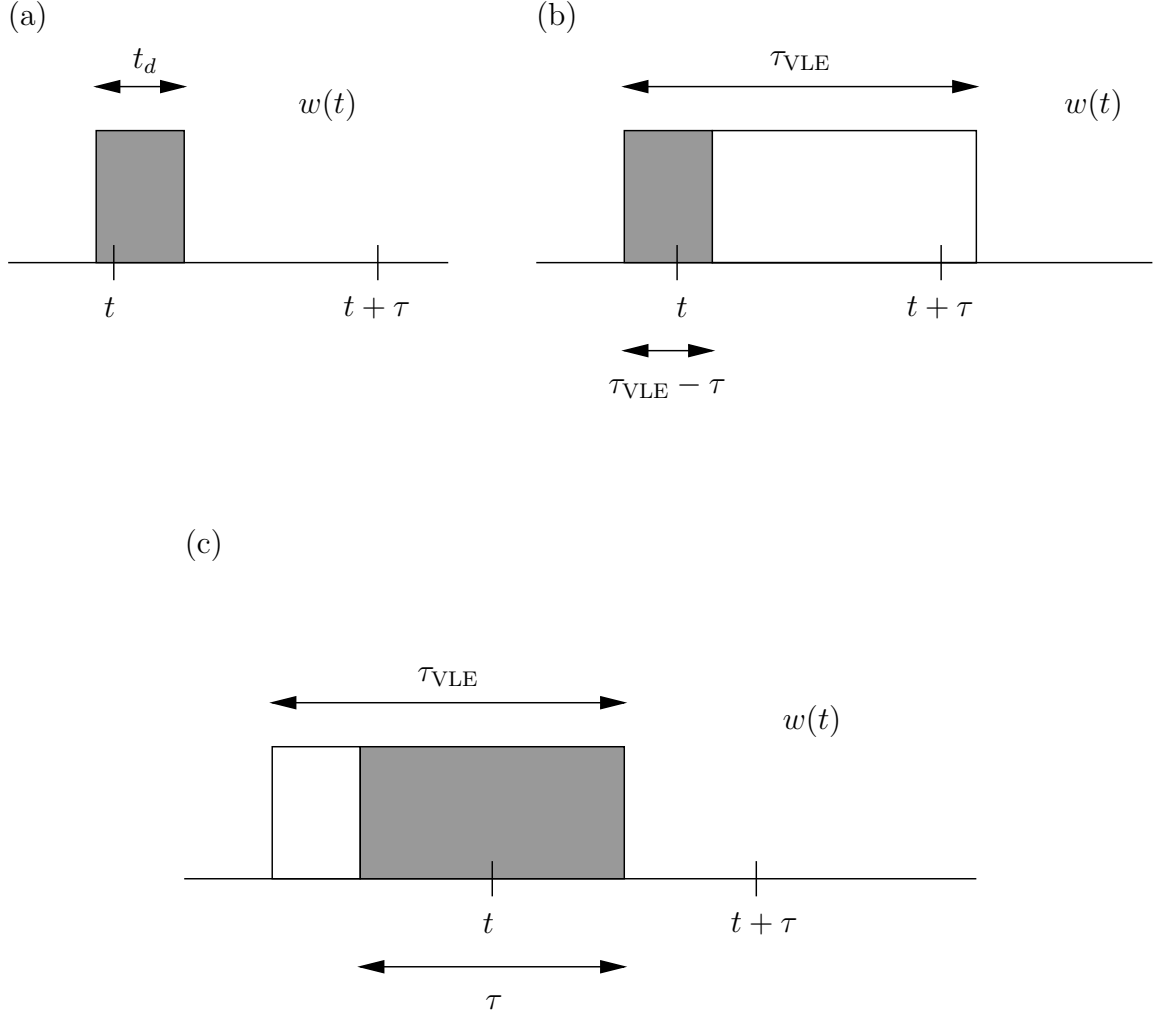 (a)
t_d
w(t)
t
t + τ
(b)
τ_VLE
w(t)
t
t + τ
τ_VLE − τ
(c)
τ_VLE
w(t)
t
t + τ
τ